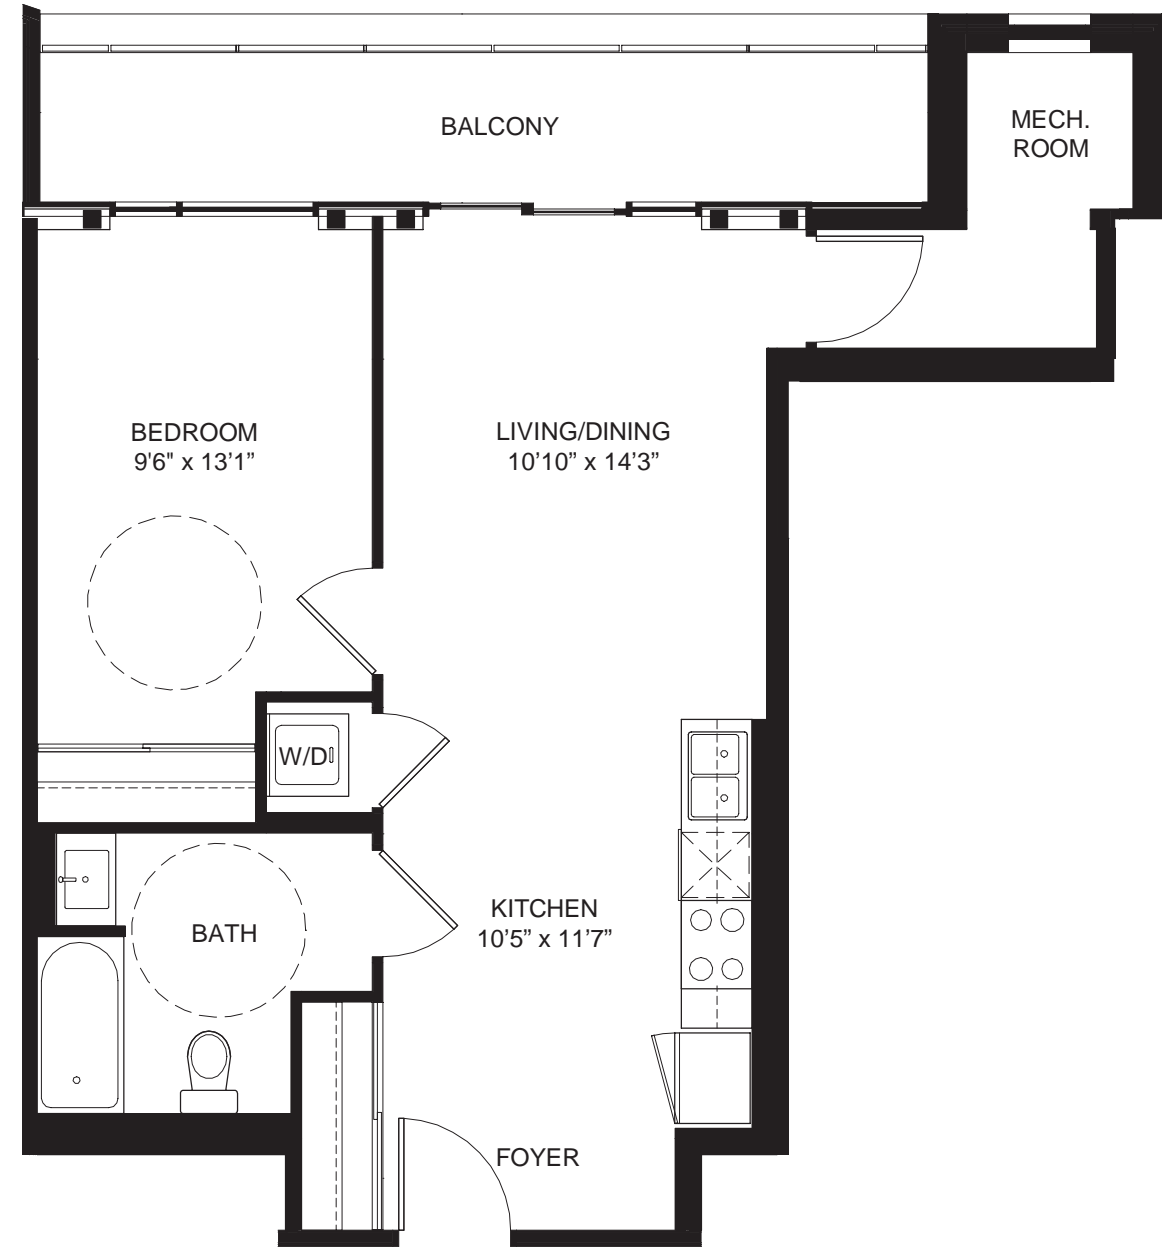 BALCONY
MECH.
ROOM
BEDROOM
9'6" x 13'1”
LIVING/DINING
10’10” x 14’3”
W/D
KITCHEN
10’5” x 11’7”
BATH
FOYER